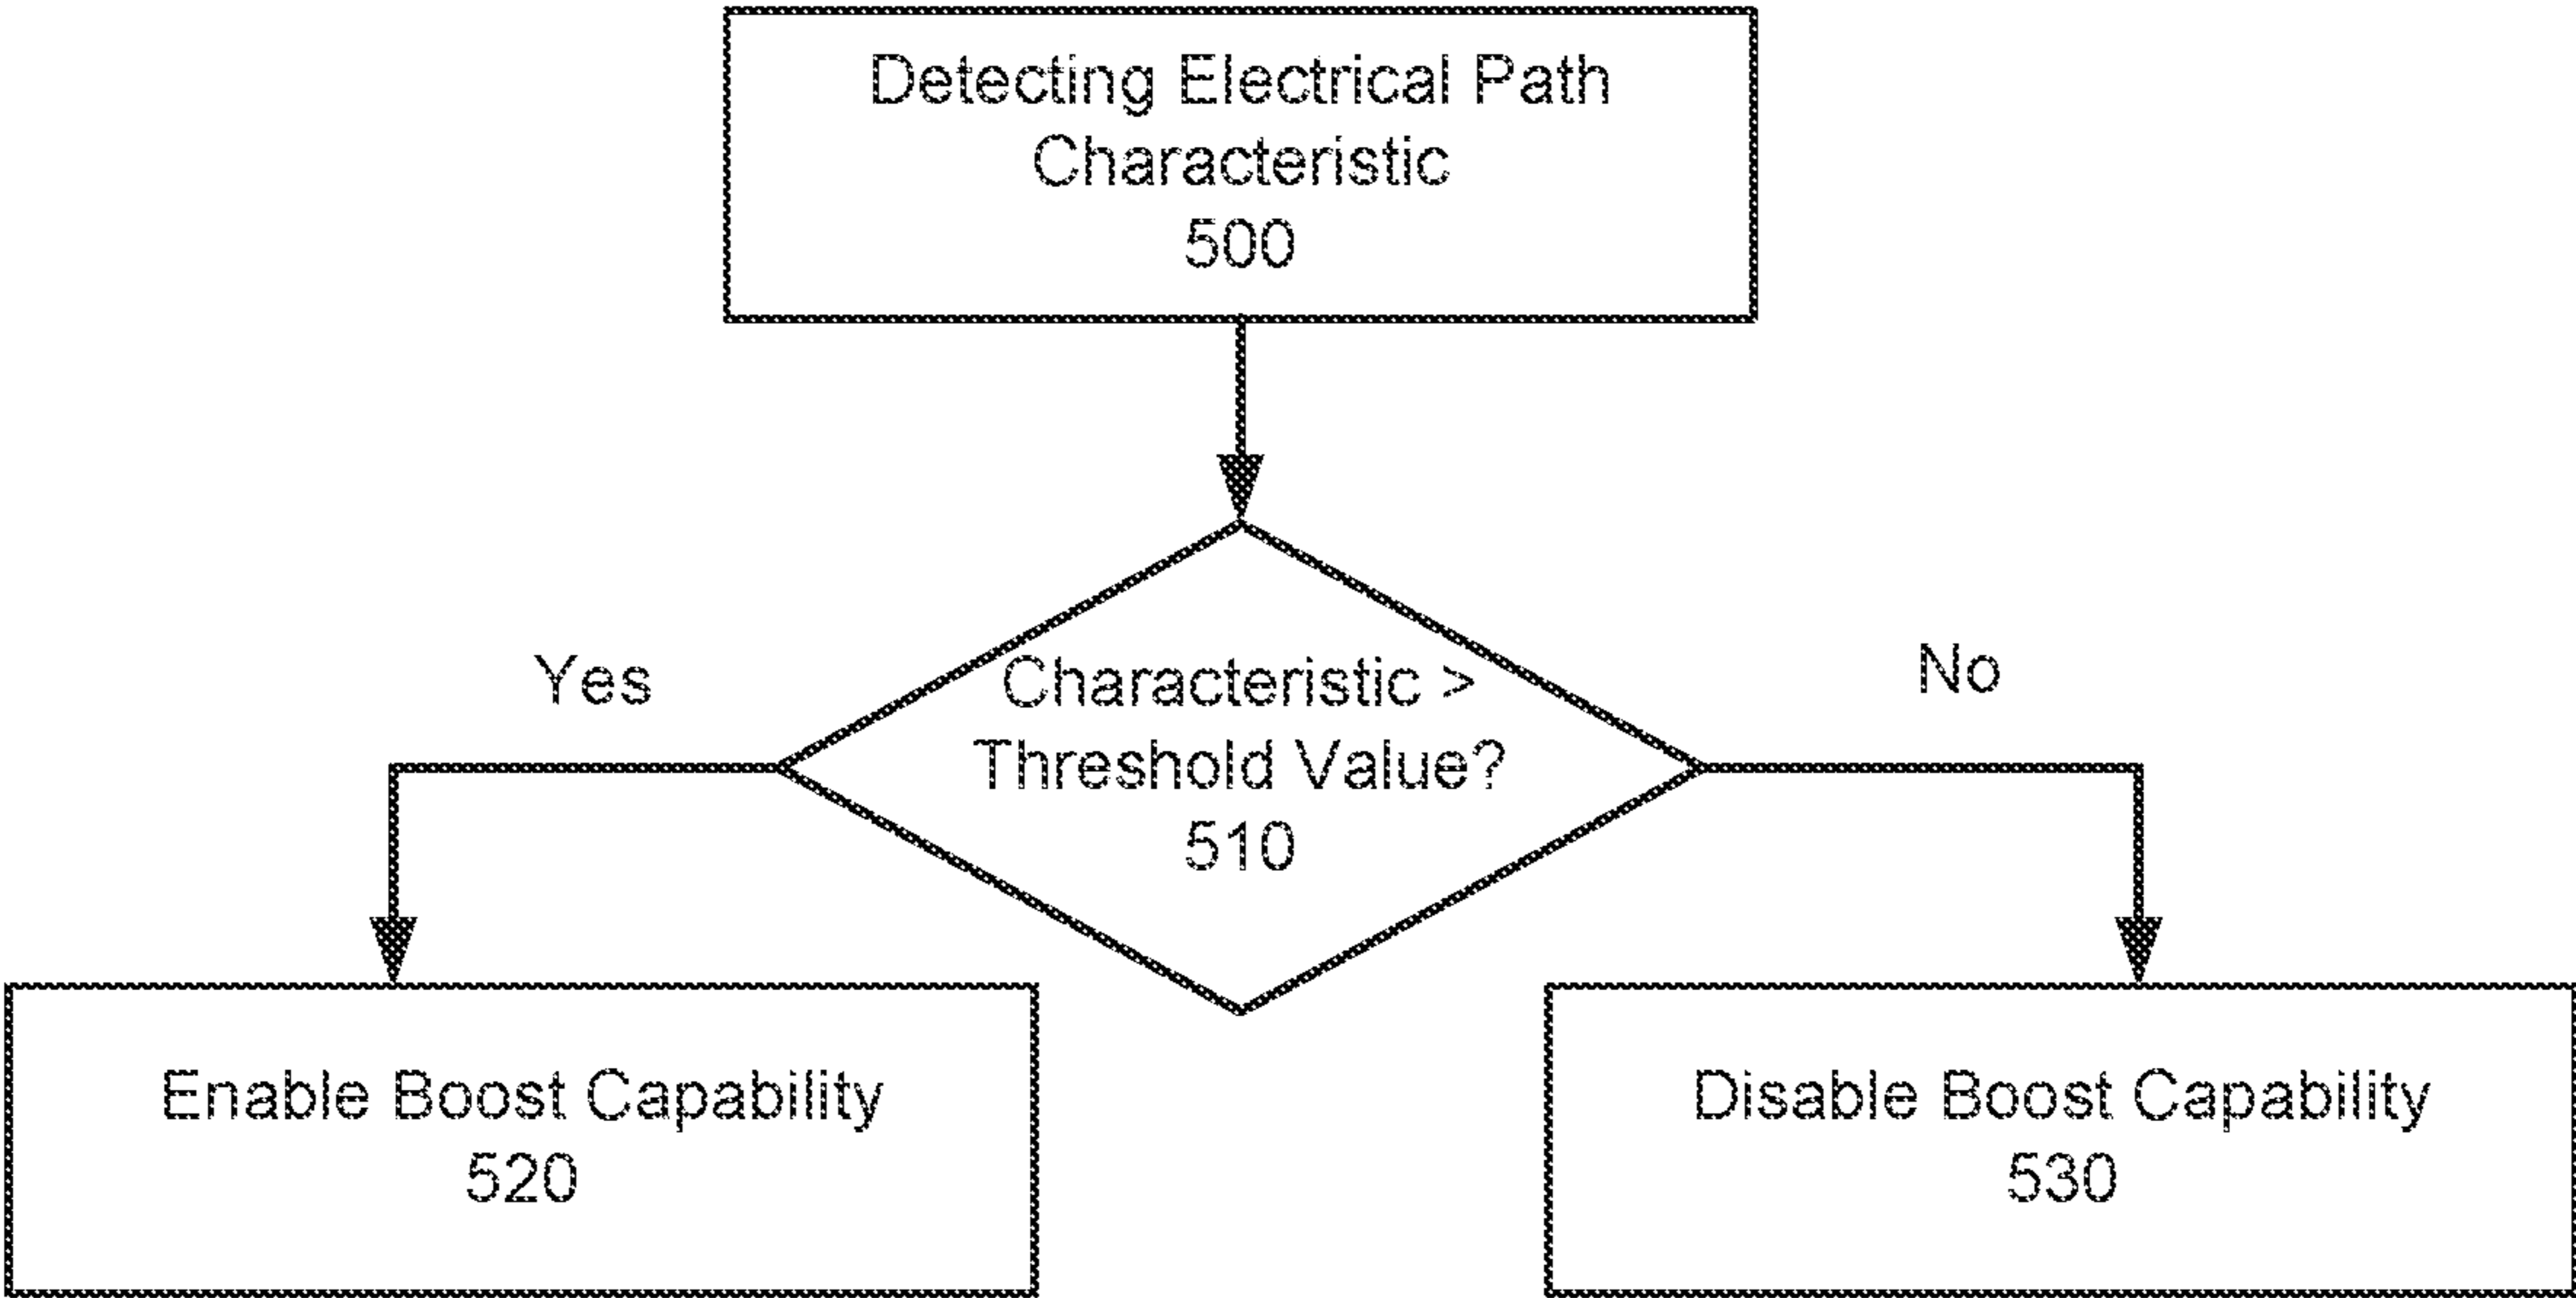 Detecting Electrical Path
Characteristic
500
Yes
Characteristic >
Threshold Value?
510
No
Enable Boost Capability
520
Disable Boost Capability
530